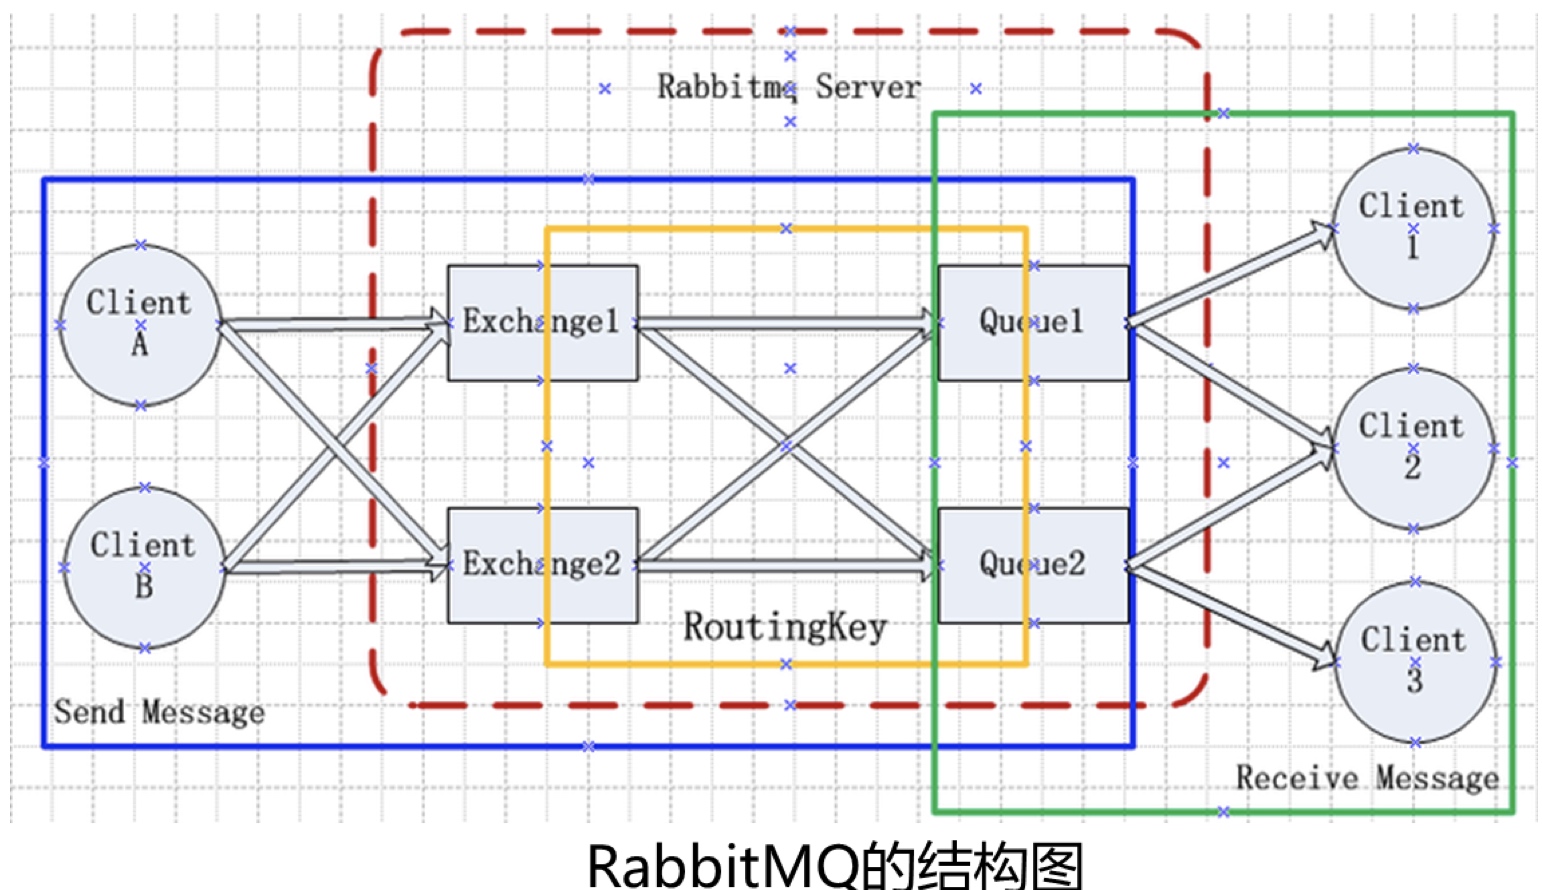 Rabbitmq Server
Client
A
Client
B
Exchange1
Exchange2
Queue1
Queue2
RoutingKey
Client
1
Client
2
Client
3
Send Message
Receive Message
RabbitMQ的结构图